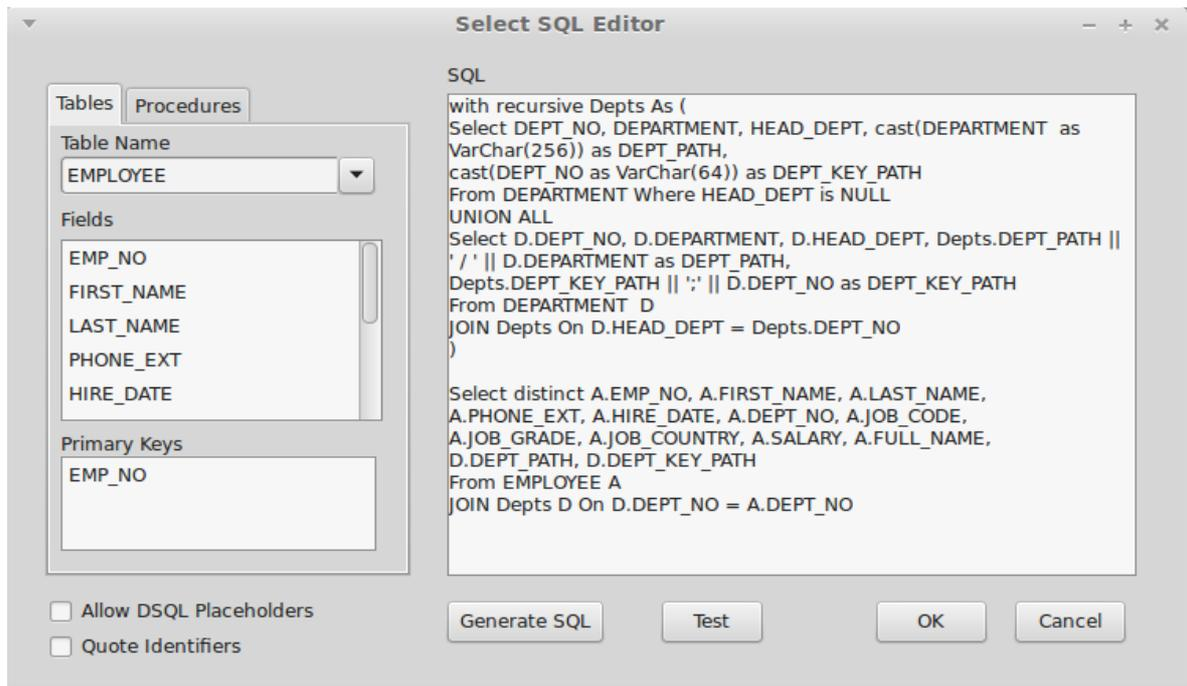 Select SQL Editor
Tables
Procedures
Table Name
EMPLOYEE
Fields
EMP_NO
FIRST_NAME
LAST_NAME
PHONE_EXT
HIRE_DATE
Primary Keys
EMP_NO
Allow DSQL Placeholders
Quote Identifiers
SQL
with recursive Depts As (
Select DEPT_NO, DEPARTMENT, HEAD_DEPT, cast(DEPARTMENT  as
VarChar(256)) as DEPT_PATH,
cast(DEPT_NO as VarChar(64)) as DEPT_KEY_PATH
From DEPARTMENT Where HEAD_DEPT is NULL
UNION ALL
Select D.DEPT_NO, D.DEPARTMENT, D.HEAD_DEPT, Depts.DEPT_PATH ||
' / ' || D.DEPARTMENT as DEPT_PATH,
Depts.DEPT_KEY_PATH || ';' || D.DEPT_NO as DEPT_KEY_PATH
From DEPARTMENT  D
JOIN Depts On D.HEAD_DEPT = Depts.DEPT_NO
)
Select distinct A.EMP_NO, A.FIRST_NAME, A.LAST_NAME,
A.PHONE_EXT, A.HIRE_DATE, A.DEPT_NO, A.JOB_CODE,
A.JOB_GRADE, A.JOB_COUNTRY, A.SALARY, A.FULL_NAME,
D.DEPT_PATH, D.DEPT_KEY_PATH
From EMPLOYEE A
JOIN Depts D On D.DEPT_NO = A.DEPT_NO
Generate SQL
Test
OK
Cancel